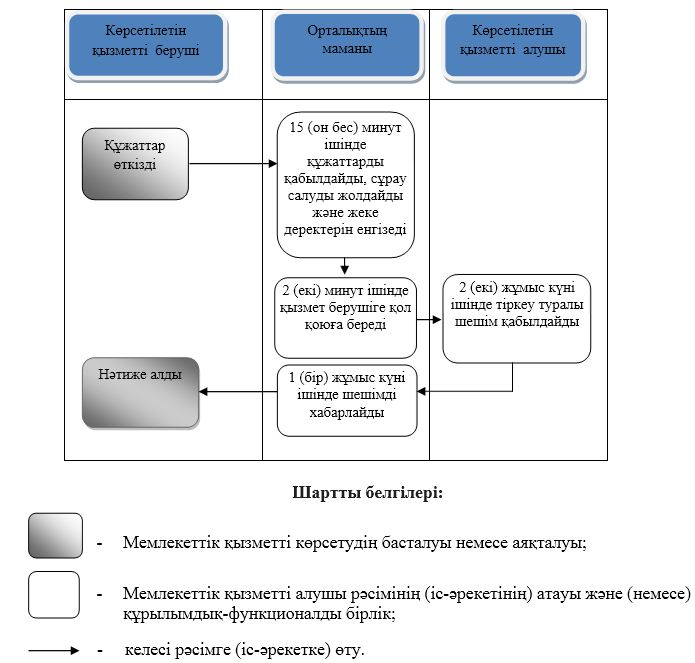 Көрсетілетін
қызметті беруші
Орталықтың
маманы
Көрсетілетін
қызметті алушы
Құжаттар
өткізді
15 (он бес) минут
ішінде
құжаттарды
қабылдайды, сұрау
салуды жолдайды
және жеке
деректерін енгізеді
2 (екі) минут ішінде
қызмет берушіге қол
қоюға береді
2 (екі) жұмыс күні
ішінде тіркеу туралы
шешім қабылдайды
Нәтиже алды
1 (бір) жұмыс күні
ішінде шешімді
хабарлайды
Шартты белгілері:
- Мемлекеттік қызметті көрсетудің басталуы немесе аяқталуы;
- Мемлекеттік қызметті алушы рәсімінің (іс-әрекетінің) атауы және (немесе)
құрылымдық-функционалды бірлік;
- келесі рәсімге (іс-әрекетке) өту.